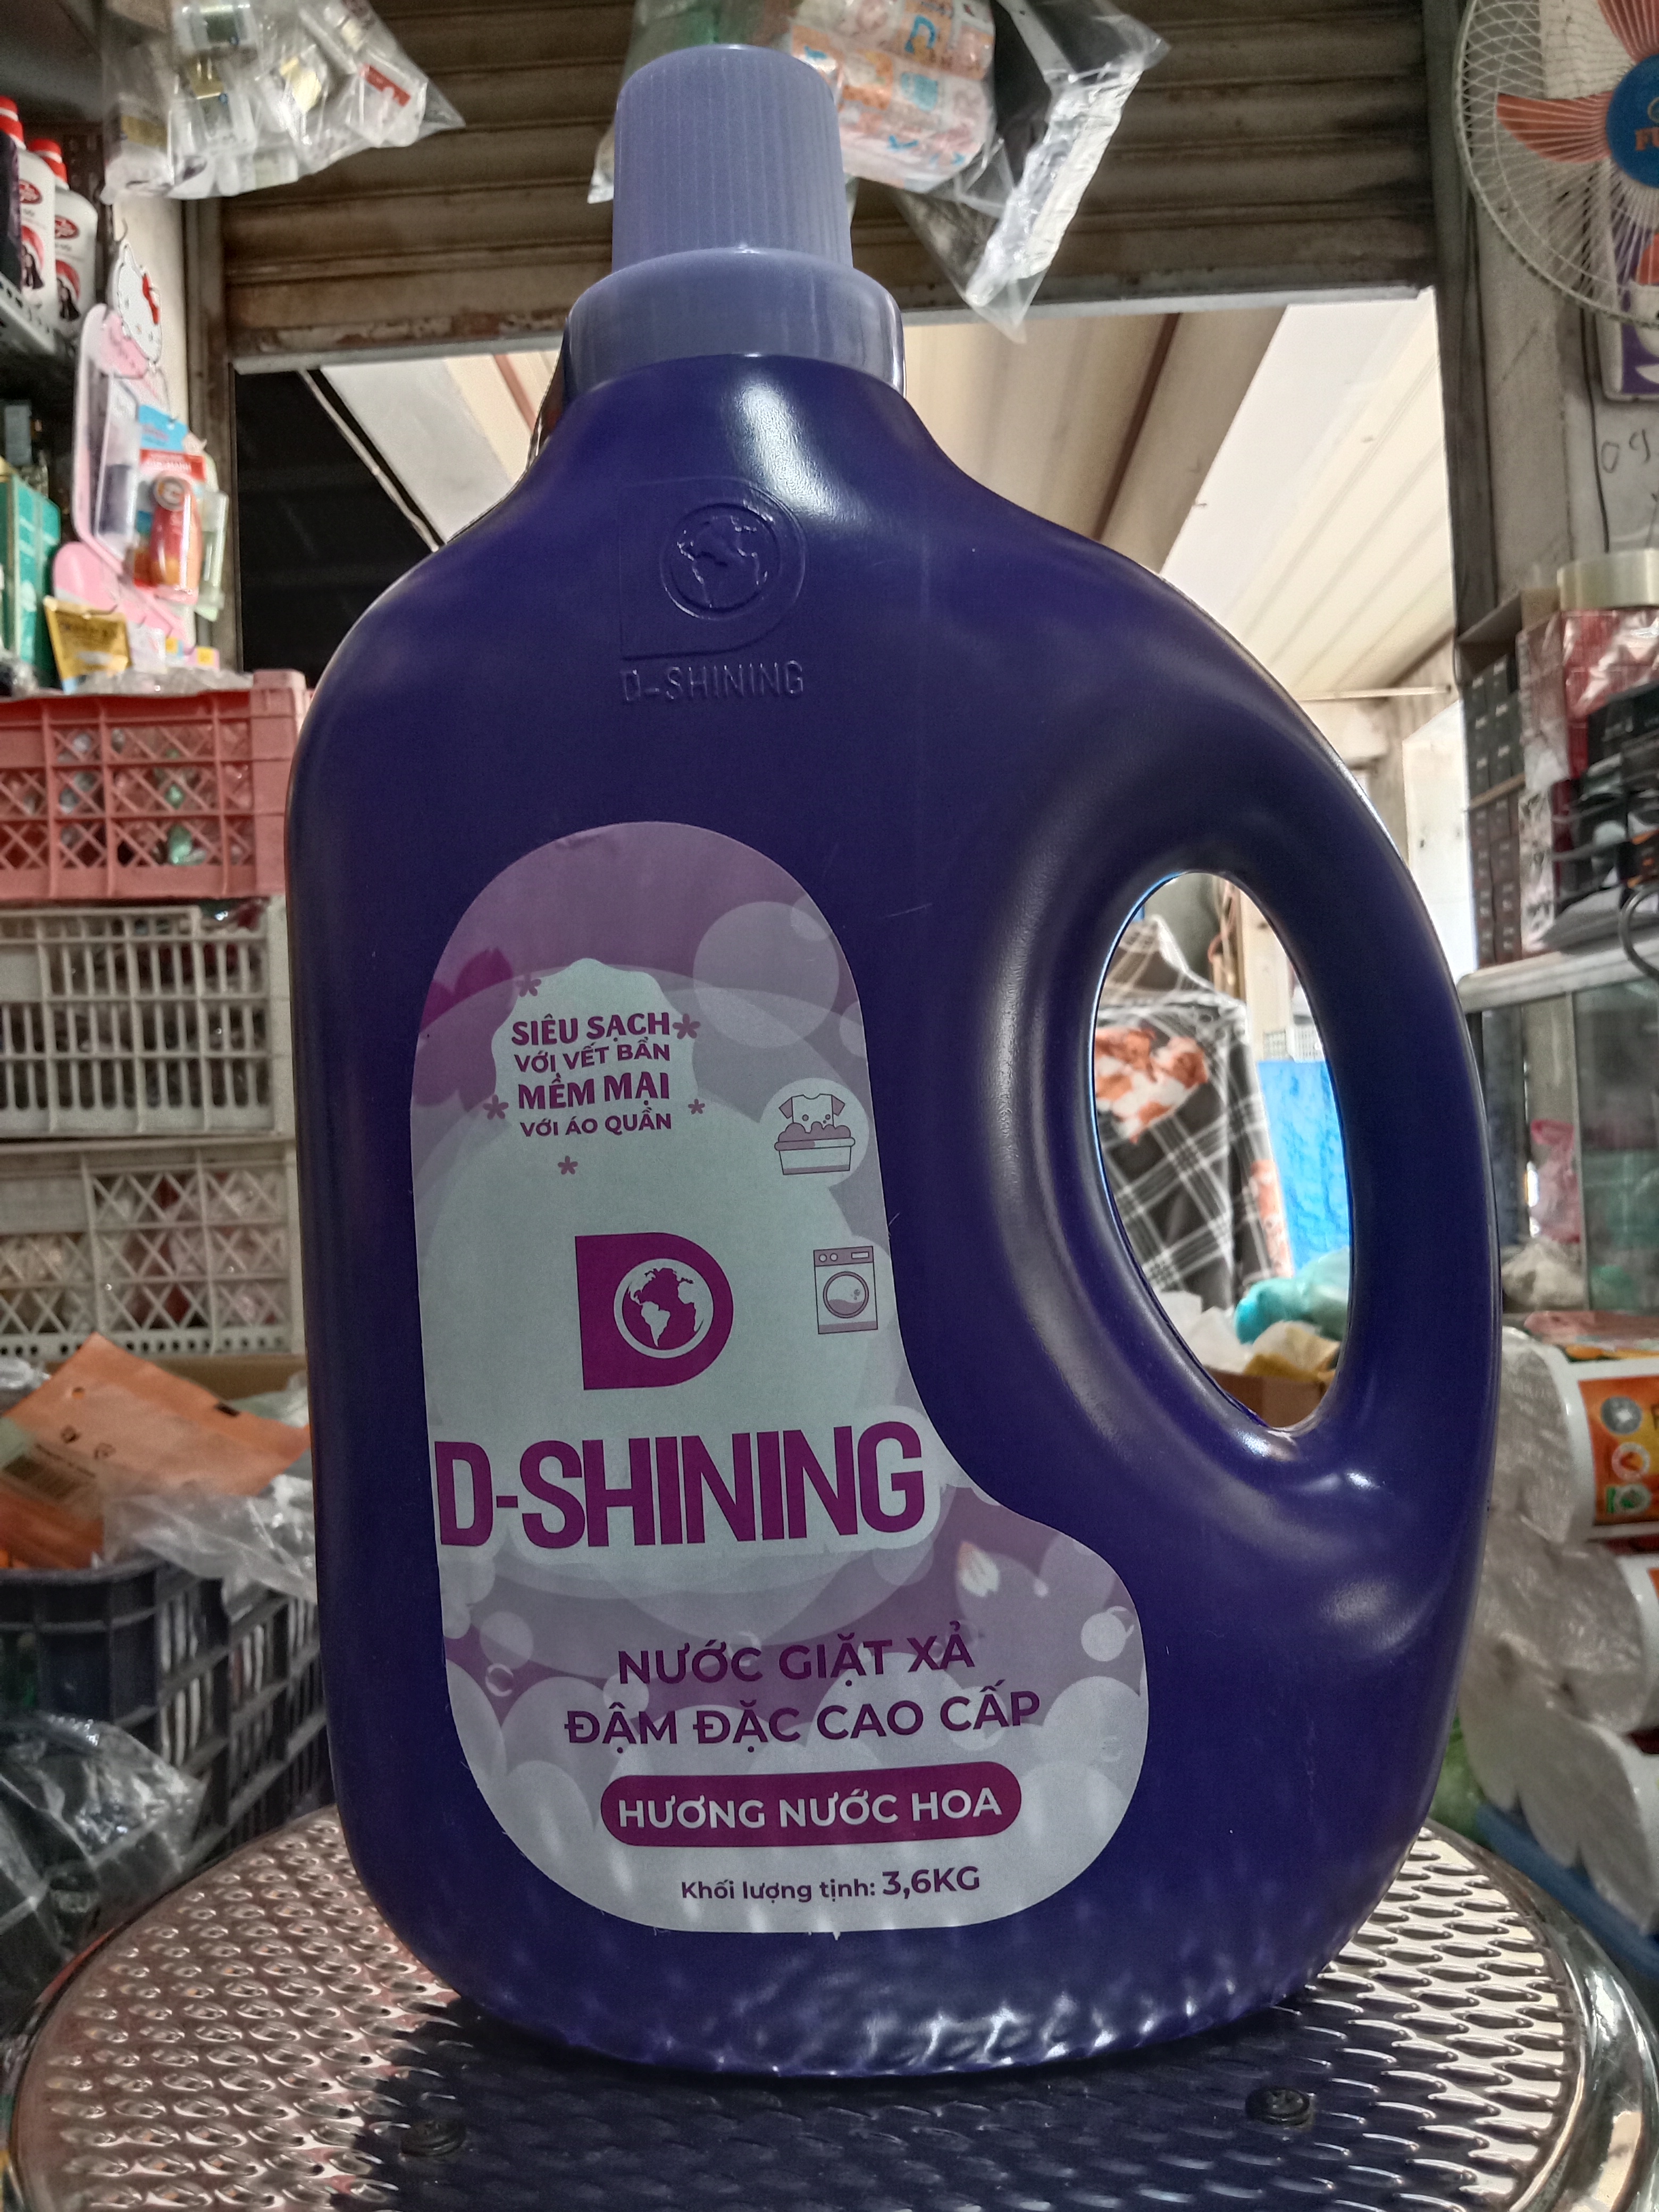 D-SHINING
SIÊU SẠCH
VỚI VẾT BẨN
MỀM MẠI
VỚI ÁO QUẦN
D-SHINING
NƯỚC GIẶT XẢ
ĐẬM ĐẶC CAO CẤP
HƯƠNG NƯỚC HOA
Khối lượng tịnh: 3,6KG